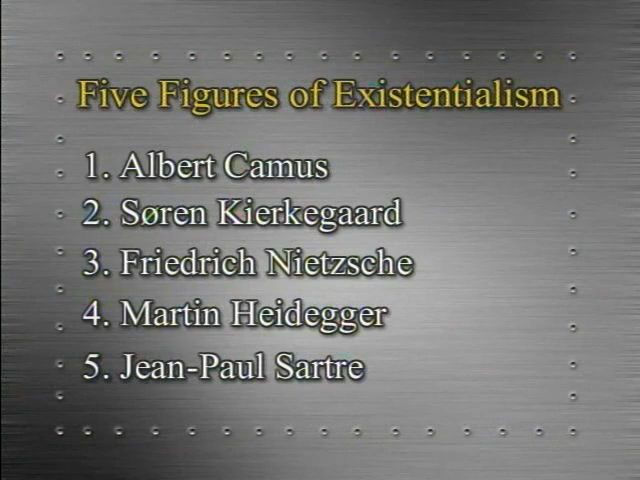 Five Figures of Existentialism
1. Albert Camus
2. Søren Kierkegaard
3. Friedrich Nietzsche
4. Martin Heidegger
5. Jean-Paul Sartre